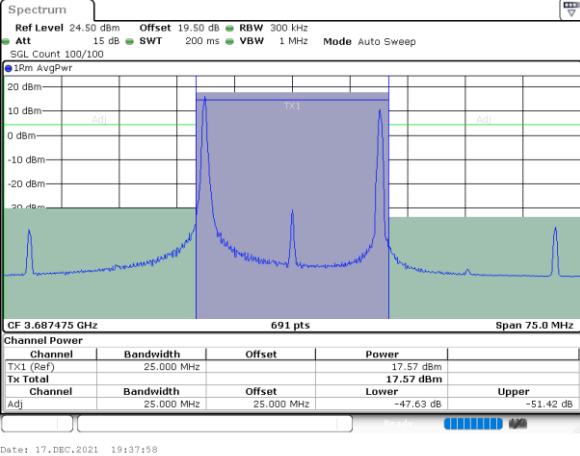 Spectrum
Ref Level 24.50 dBm Offset 19.50 dB RBW 300 kHz
Att 15 dB SWT 200 ms VBW 1 MHz Mode Auto Sweep
SGL Count 100/100
1Rm AvgPwr
20 dBm
TX1
10 dBm
Adj Adj
0 dBm
-10 dBm
-20 dBm
-30 dBm
CF 3.687475 GHz 691 pts Span 75.0 MHz
Channel Power
Channel Bandwidth Offset Power
TX1 (Ref) 25.000 MHz 17.57 dBm
Tx Total 17.57 dBm
Channel Bandwidth Offset Lower Upper
Adj 25.000 MHz 25.000 MHz -47.63 dB -51.42 dB
Ready
Date: 17.DEC.2021 19:37:58